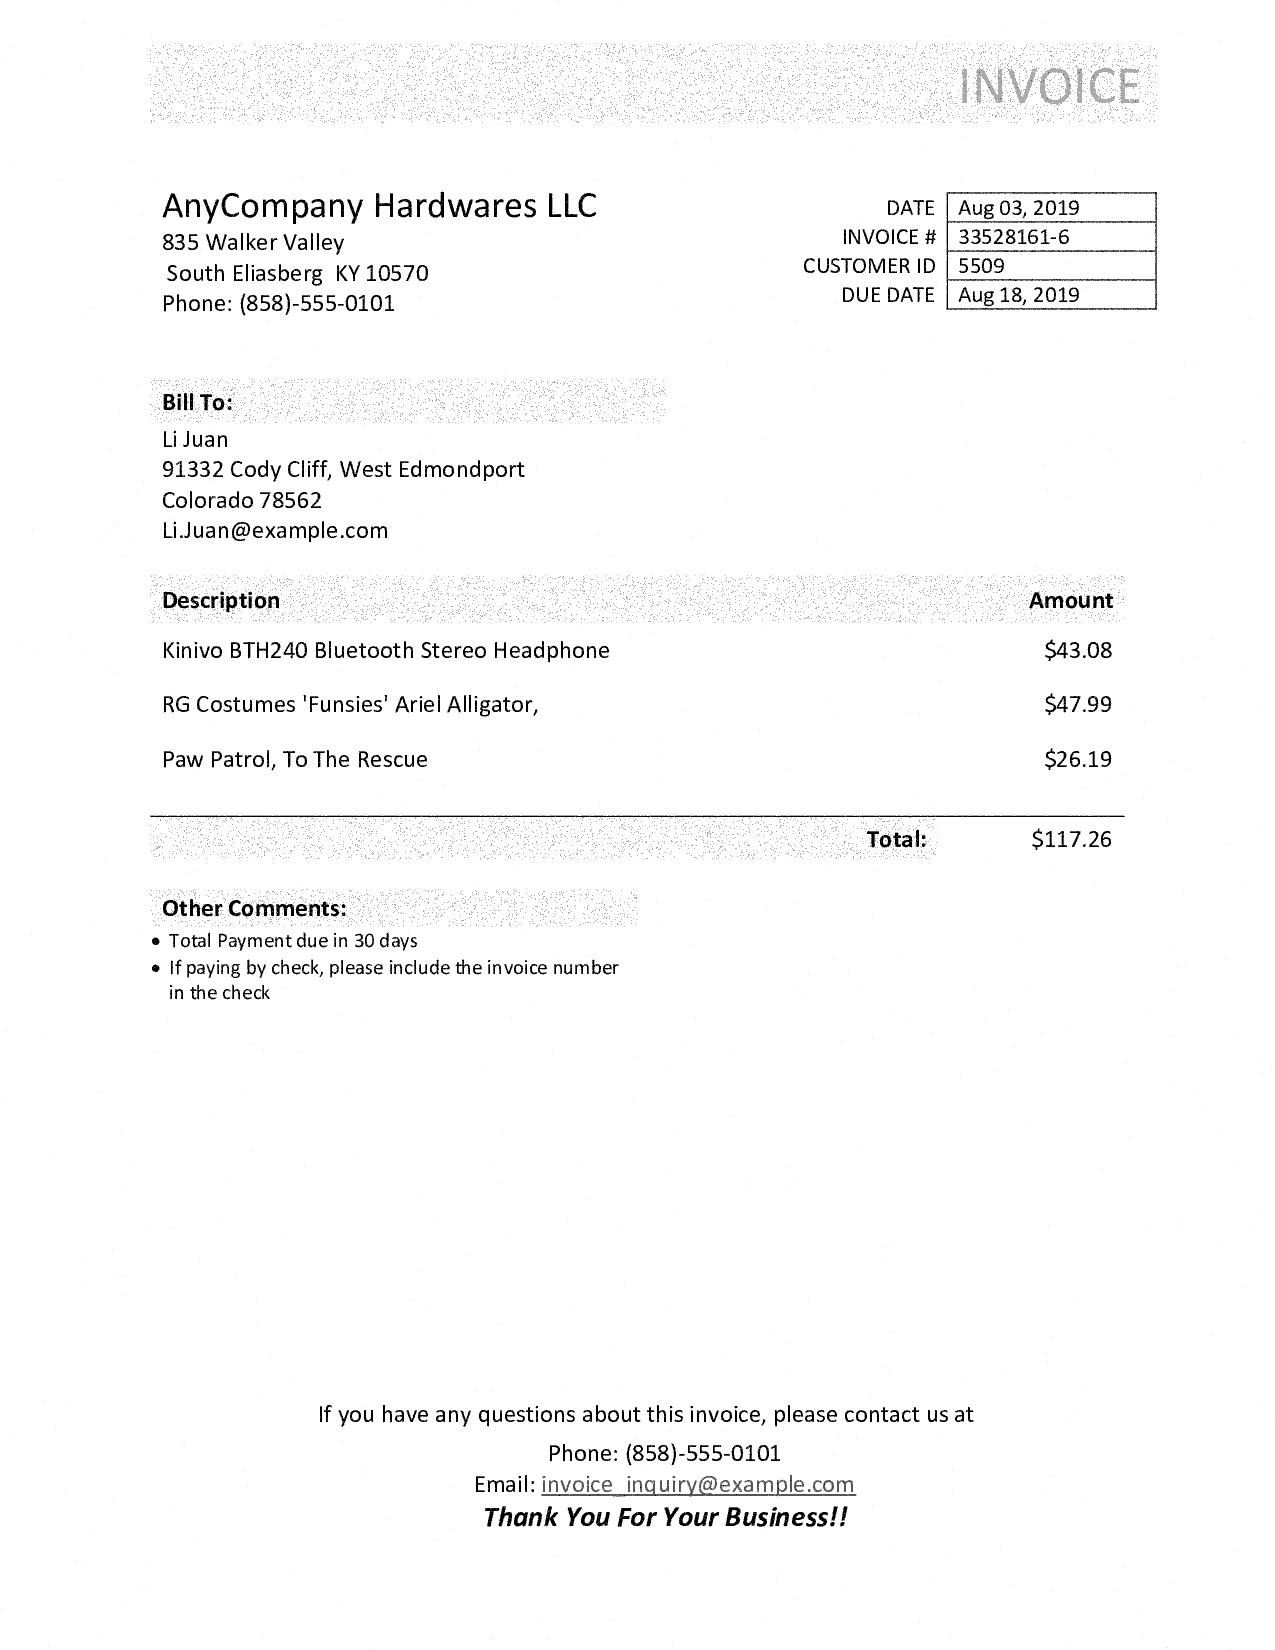 INVOICE
AnyCompany Hardwares LLC
835 Walker Valley
South Eliasberg KY 10570
Phone: (858)-555-0101
DATE Aug 03, 2019
INVOICE # 33528161-6
CUSTOMER ID 5509
DUE DATE Aug 18, 2019
Bill To:
Li Juan
91332 Cody Cliff, West Edmondport
Colorado 78562
Li.Juan@example.com
Description Amount
Kinivo BTH240 Bluetooth Stereo Headphone $43.08
RG Costumes 'Funsies' Ariel Alligator, $47.99
Paw Patrol, To The Rescue $26.19
Total: $117.26
Other Comments:
• Total Payment due in 30 days
• If paying by check, please include the invoice number
in the check
If you have any questions about this invoice, please contact us at
Phone: (858)-555-0101
Email: invoice_inquiry@example.com
Thank You For Your Business!!